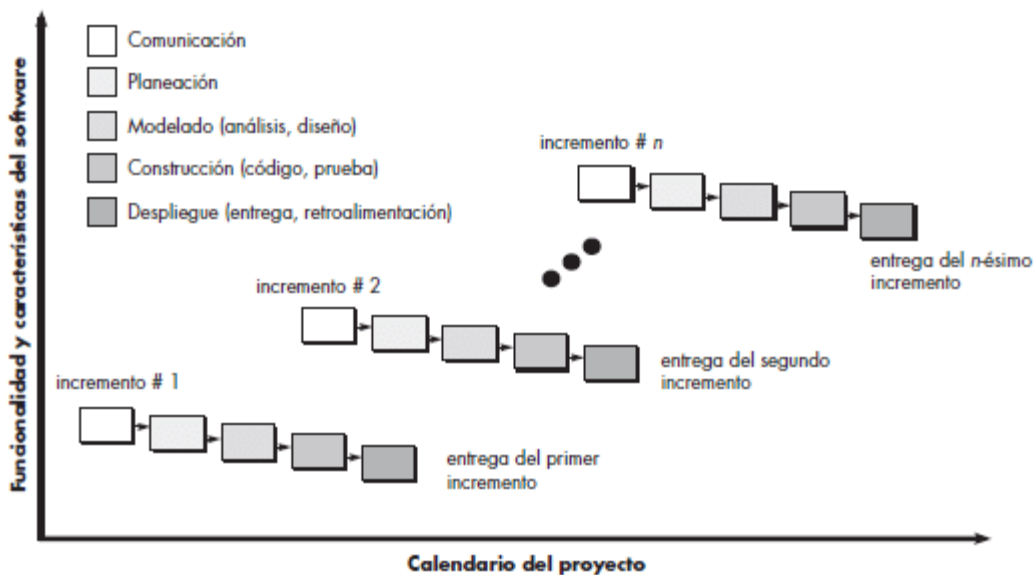 Funcionalidad y características del software
Comunicación
Planeación
Modelado (análisis, diseño)
Construcción (código, prueba)
Despliegue (entrega, retroalimentación)
incremento # n
entrega del n-ésimo
incremento
incremento # 2
entrega del segundo
incremento
incremento # 1
entrega del primer
incremento
Calendario del proyecto